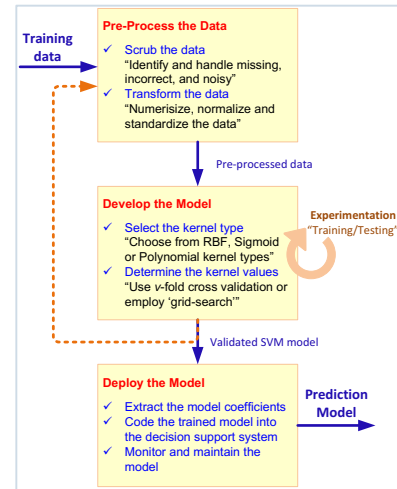 Training
data
Pre-Process the Data
✓ Scrub the data
“Identify and handle missing,
incorrect, and noisy”
✓ Transform the data
“Numerisize, normalize and
standardize the data”
Pre-processed data
Develop the Model
✓ Select the kernel type
“Choose from RBF, Sigmoid
or Polynomial kernel types”
✓ Determine the kernel values
“Use v-fold cross validation or
employ ‘grid-search’”
Experimentation
“Training/Testing”
Validated SVM model
Deploy the Model
✓ Extract the model coefficients
✓ Code the trained model into
the decision support system
✓ Monitor and maintain the
model
Prediction
Model